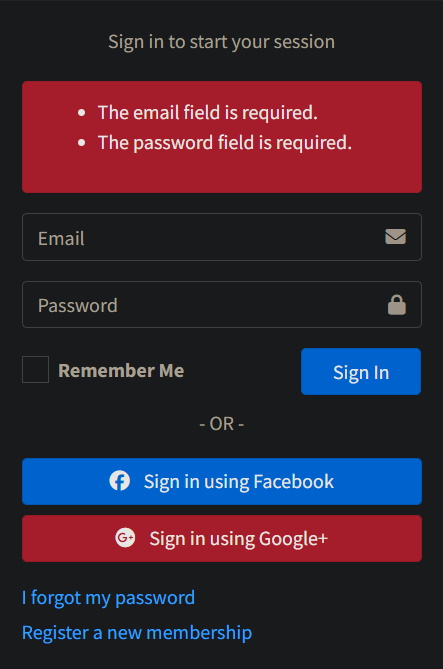 Sign in to start your session
• The email field is required.
• The password field is required.
Email
Password
Remember Me
Sign In
- OR -
Sign in using Facebook
Sign in using Google+
I forgot my password
Register a new membership